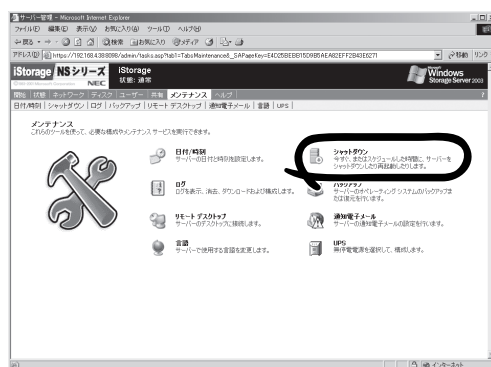 サーバー管理 - Microsoft Internet Explorer
ファイル(F) 編集(E) 表示(V) お気に入り(A) ツール(T) ヘルプ(H)
戻る 検索 お気に入り メディア
アドレス(D) https://192.168.4.38:8098/admin/tasks.asp?tab1=TabsMaintenance&_SAPageKey=E4C25BEBB15D9B5AEA82EFF2B43E6271 移動 リンク
iStorage NSシリーズ NEC
iStorage
状態: 通常
Microsoft Windows Storage Server 2003
開始 | 状態 | ネットワーク | ディスク | ユーザー | 共有 | メンテナンス | ヘルプ | ?
日付/時刻 | シャットダウン | ログ | バックアップ | リモート デスクトップ | 通知電子メール | 言語 | UPS |
メンテナンス
これらのツールを使って、必要な構成やメンテナンス サービスを実行できます。
日付/時刻
サーバーの日付と時刻を設定します。
シャットダウン
今すぐ、またはスケジュールした時間に、サーバーを
シャットダウンしたり再起動したりします。
ログ
ログを表示、消去、ダウンロードおよび構成します。
バックアップ
サーバーのオペレーティング システムのバックアップま
たは復元を行います。
リモート デスクトップ
サーバーのデスクトップに接続します。
通知電子メール
サーバーの通知電子メールの設定を行います。
言語
サーバーで使用する言語を変更します。
UPS
無停電電源を選択して、構成します。
インターネット